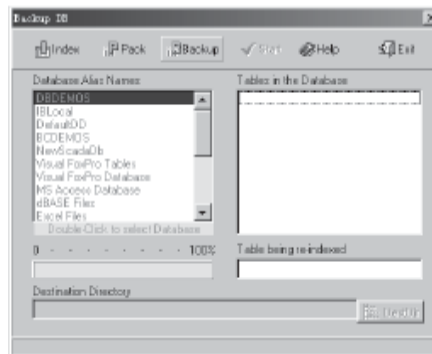 Backup DB
Index Pack Backup Start Help Exit
Database Alias Names
Tables in the Database
DBDEMOS
IBLocal
DefaultDD
BCDEMOS
NewScadaDb
Visual FoxPro Tables
Visual FoxPro Database
MS Access Database
dBASE Files
Excel Files
Double-Click to select Database
0 - - - - - - - - 100%
Table being re-indexed
Destination Directory